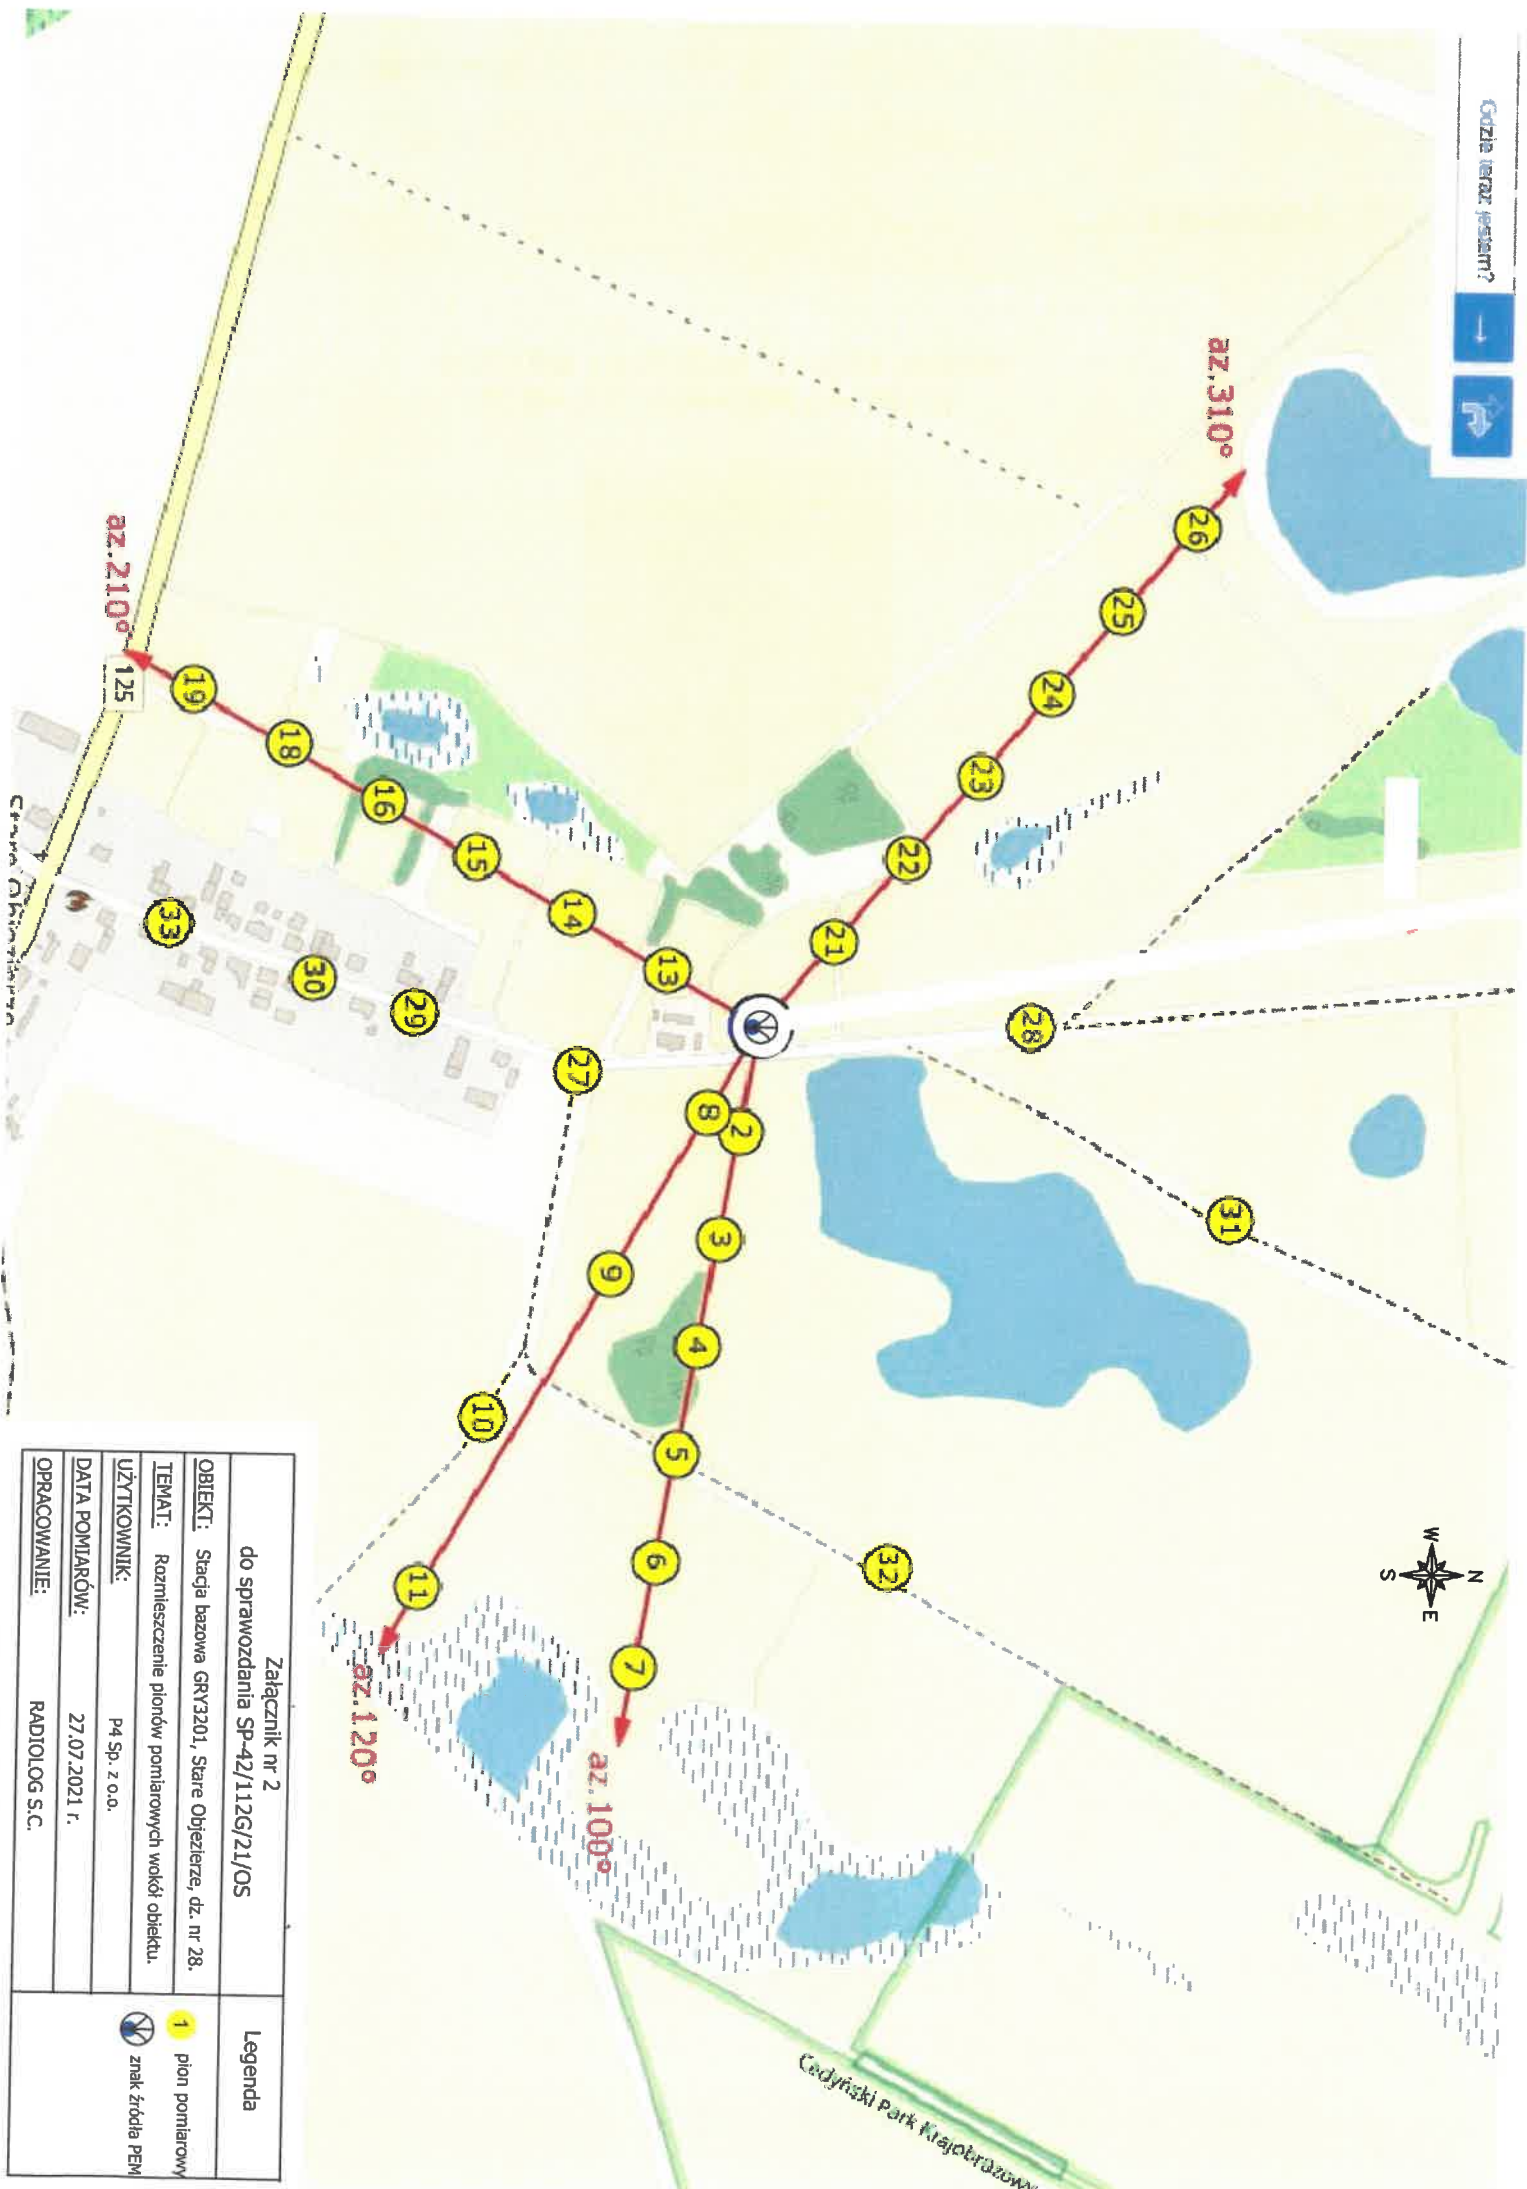 Gdzie teraz jestem?
az.310°
26
25
24
23
22
21
28
31
N
W
E
S
32
2
3
4
5
6
7
az.100°
8
9
10
11
az.120°
27
29
30
33
13
14
15
16
18
19
az.210°
125
Cedyński Park Krajobrazowy
Załącznik nr 2
do sprawozdania SP-42/112G/21/OS
OBIEKT: Stacja bazowa GRY3201, Stare Objezierze, dz. nr 28.
TEMAT: Rozmieszczenie pionów pomiarowych wokół obiektu.
UŻYTKOWNIK: P4 Sp. z o.o.
DATA POMIARÓW: 27.07.2021 r.
OPRACOWANIE: RADIOLOG S.C.
Legenda
1 pion pomiarowy
znak źródła PEM